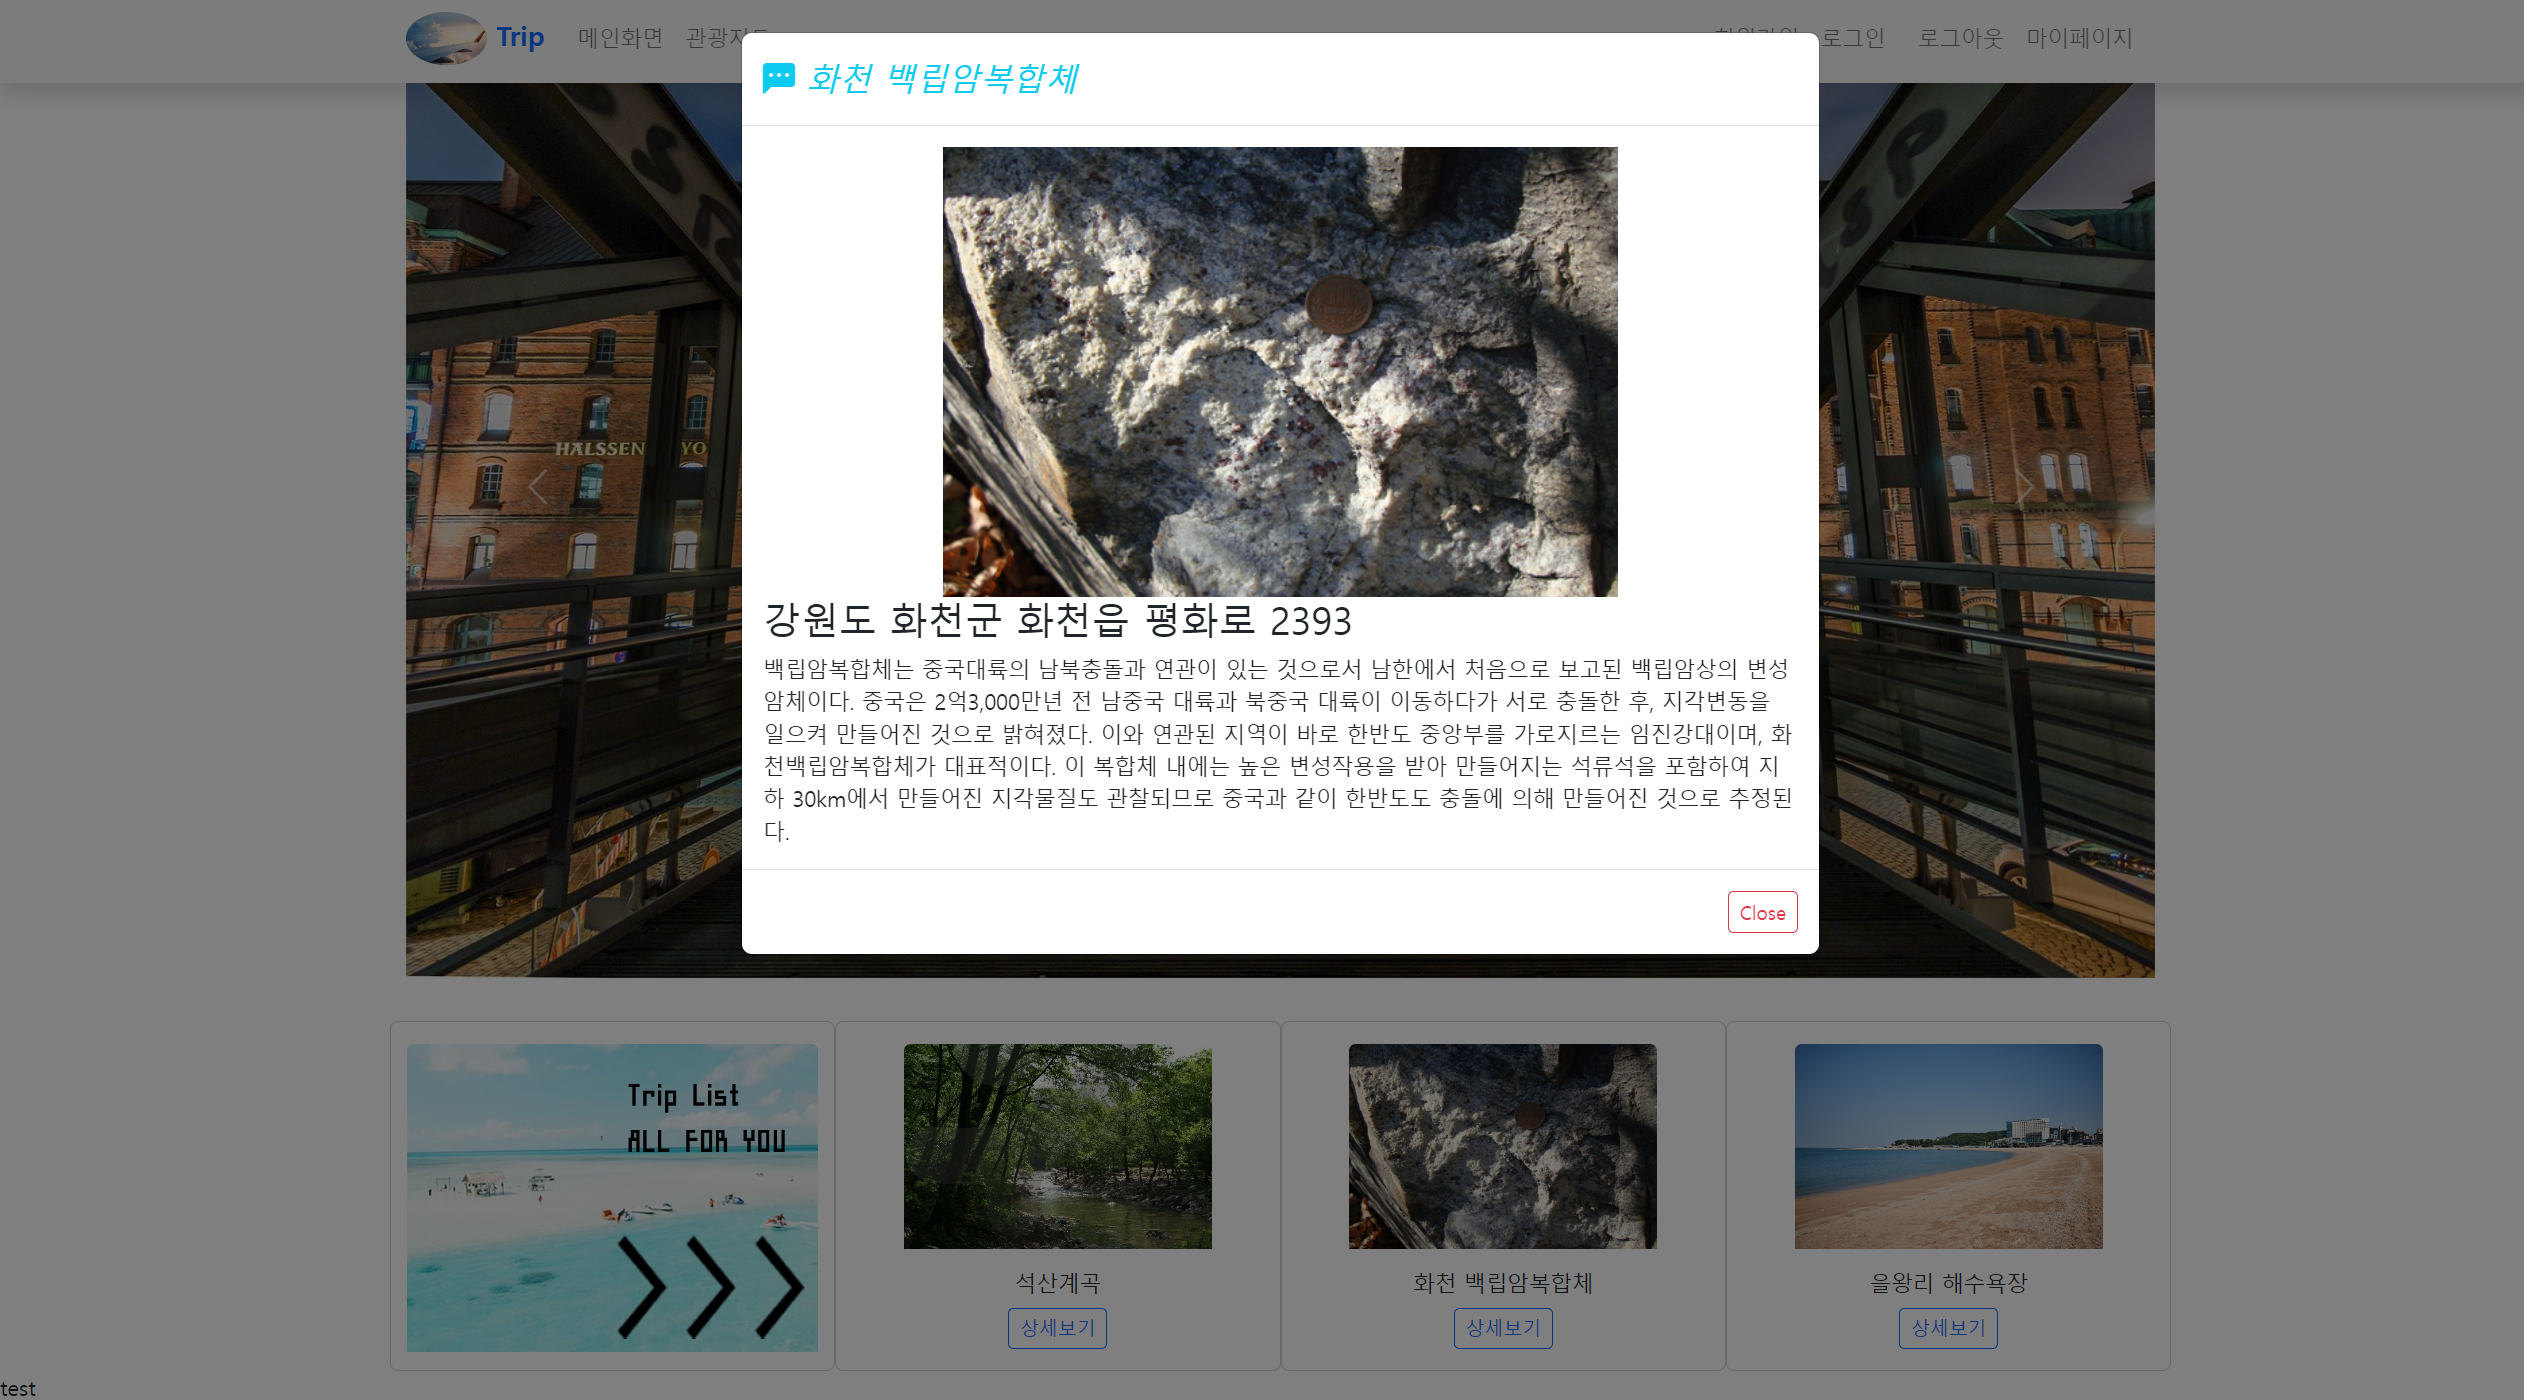 Trip 메인화면 관광지도 회원가입 로그인 로그아웃 마이페이지
화천 백립암복합체
HÄLSSEN
YO
강원도 화천군 화천읍 평화로 2393
백립암복합체는 중국대륙의 남북충돌과 연관이 있는 것으로서 남한에서 처음으로 보고된 백립암상의 변성
암체이다. 중국은 2억3,000만년 전 남중국 대륙과 북중국 대륙이 이동하다가 서로 충돌한 후, 지각변동을
일으켜 만들어진 것으로 밝혀졌다. 이와 연관된 지역이 바로 한반도 중앙부를 가로지르는 임진강대이며, 화
천백립암복합체가 대표적이다. 이 복합체 내에는 높은 변성작용을 받아 만들어지는 석류석을 포함하여 지
하 30km에서 만들어진 지각물질도 관찰되므로 중국과 같이 한반도도 충돌에 의해 만들어진 것으로 추정된
다.
Close
Trip List
ALL FOR YOU
석산계곡
상세보기
화천 백립암복합체
상세보기
을왕리 해수욕장
상세보기
test